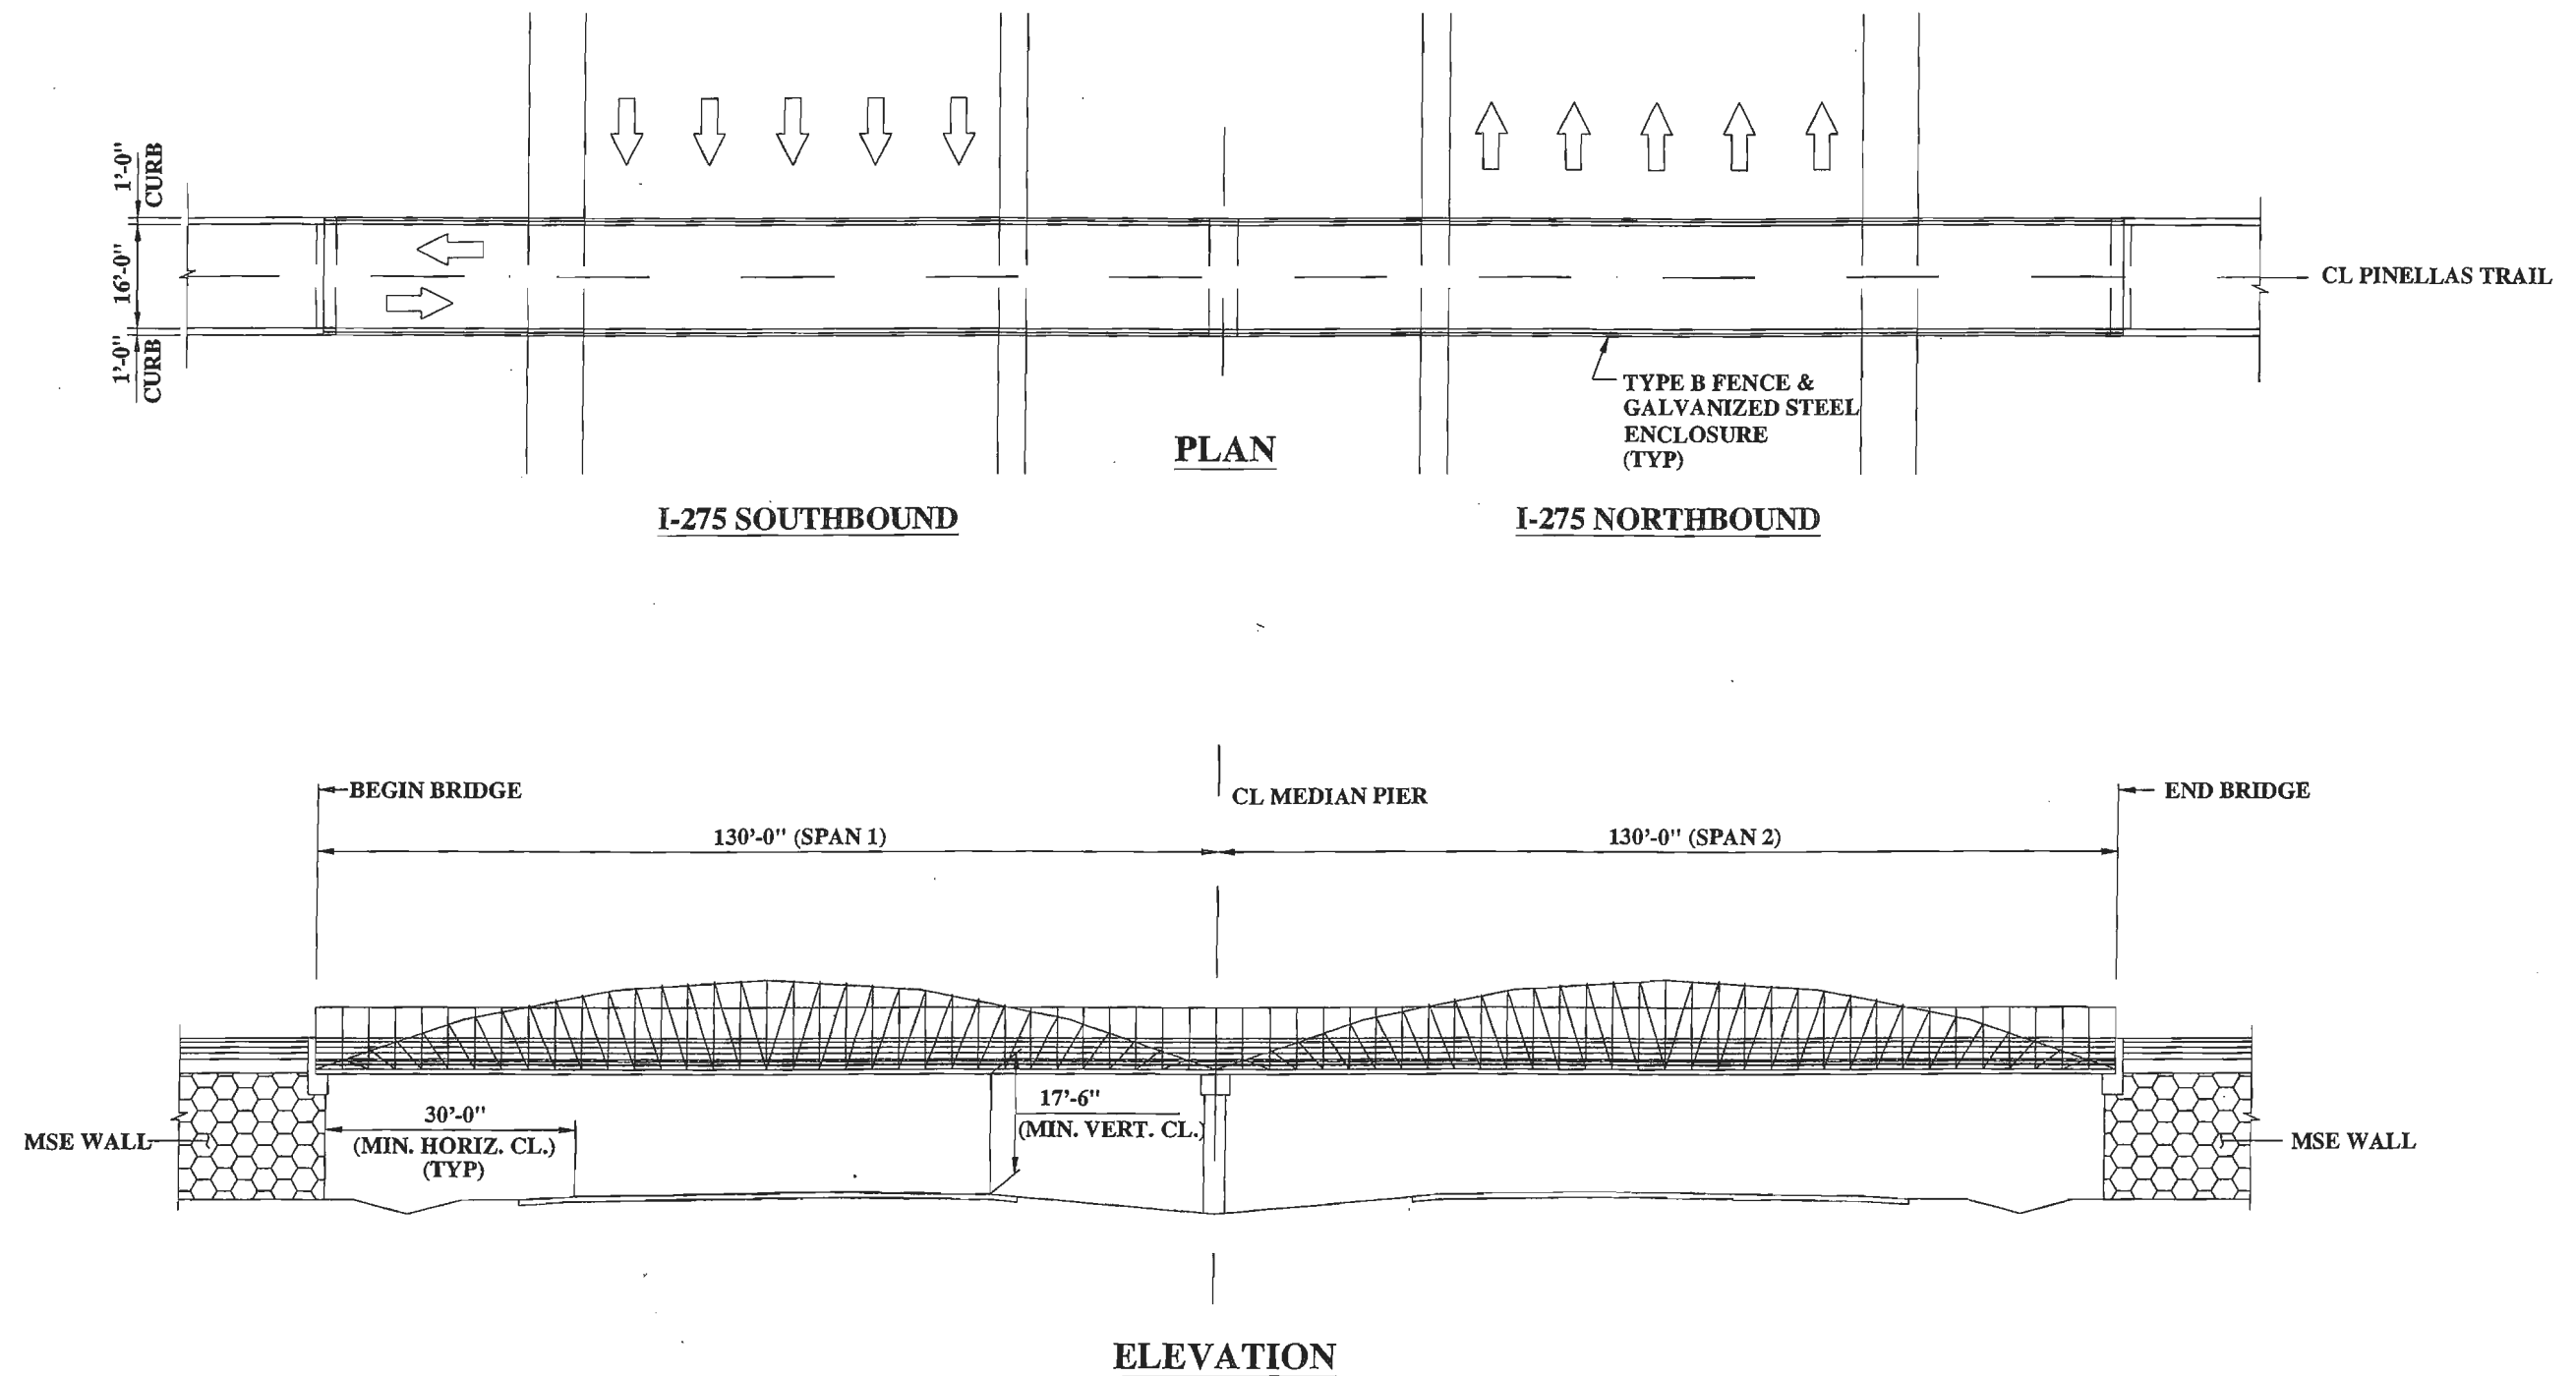 1'-0"
CURB
16'-0"
1'-0"
CURB
CL PINELLAS TRAIL
TYPE B FENCE &
GALVANIZED STEEL
ENCLOSURE
(TYP)
PLAN
I-275 SOUTHBOUND
I-275 NORTHBOUND
BEGIN BRIDGE
CL MEDIAN PIER
END BRIDGE
130'-0" (SPAN 1)
130'-0" (SPAN 2)
30'-0"
(MIN. HORIZ. CL.)
(TYP)
17'-6"
(MIN. VERT. CL.)
MSE WALL
MSE WALL
ELEVATION